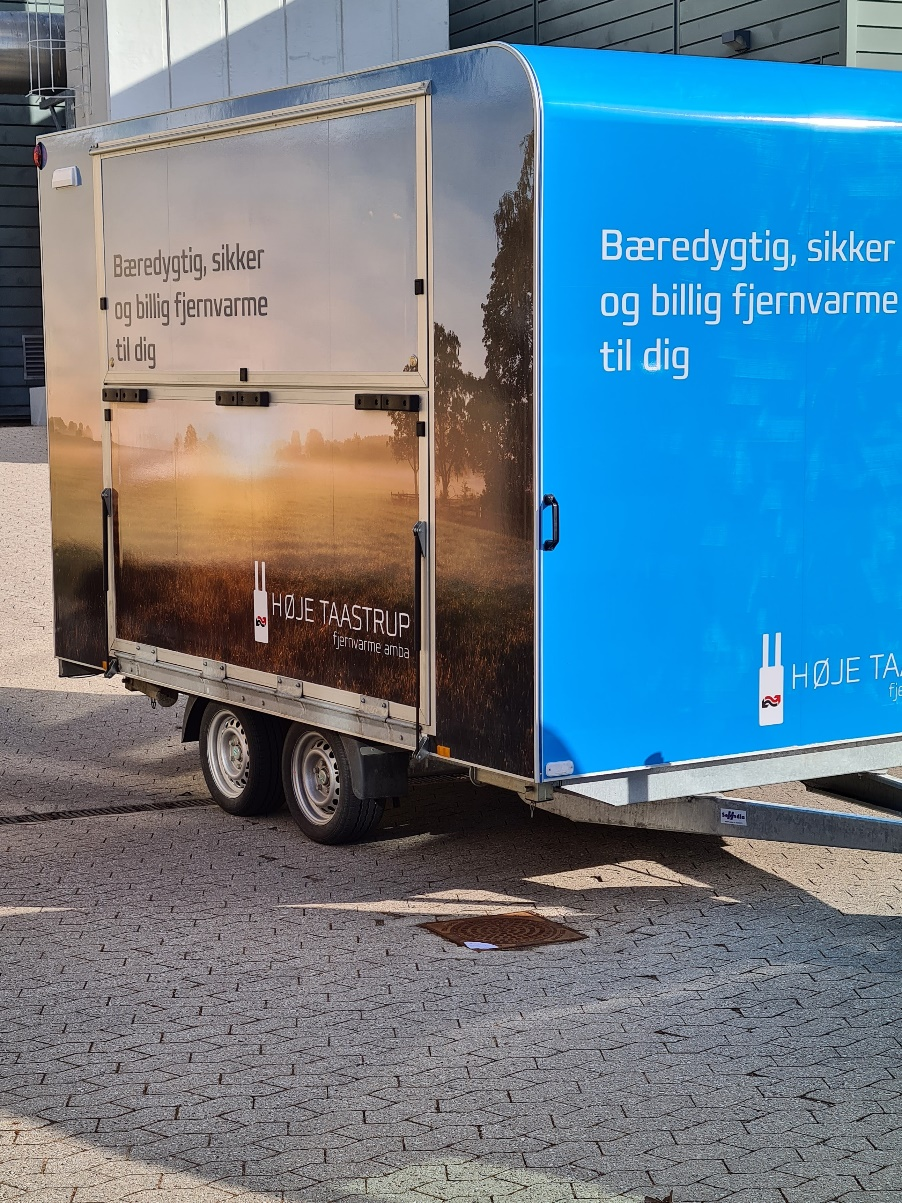 Bæredygtig, sikker
og billig fjernvarme
til dig
HØJE TAASTRUP
fjernvarme amba
Bæredygtig, sikker
og billig fjernvarme
til dig
HØJE TA
fje